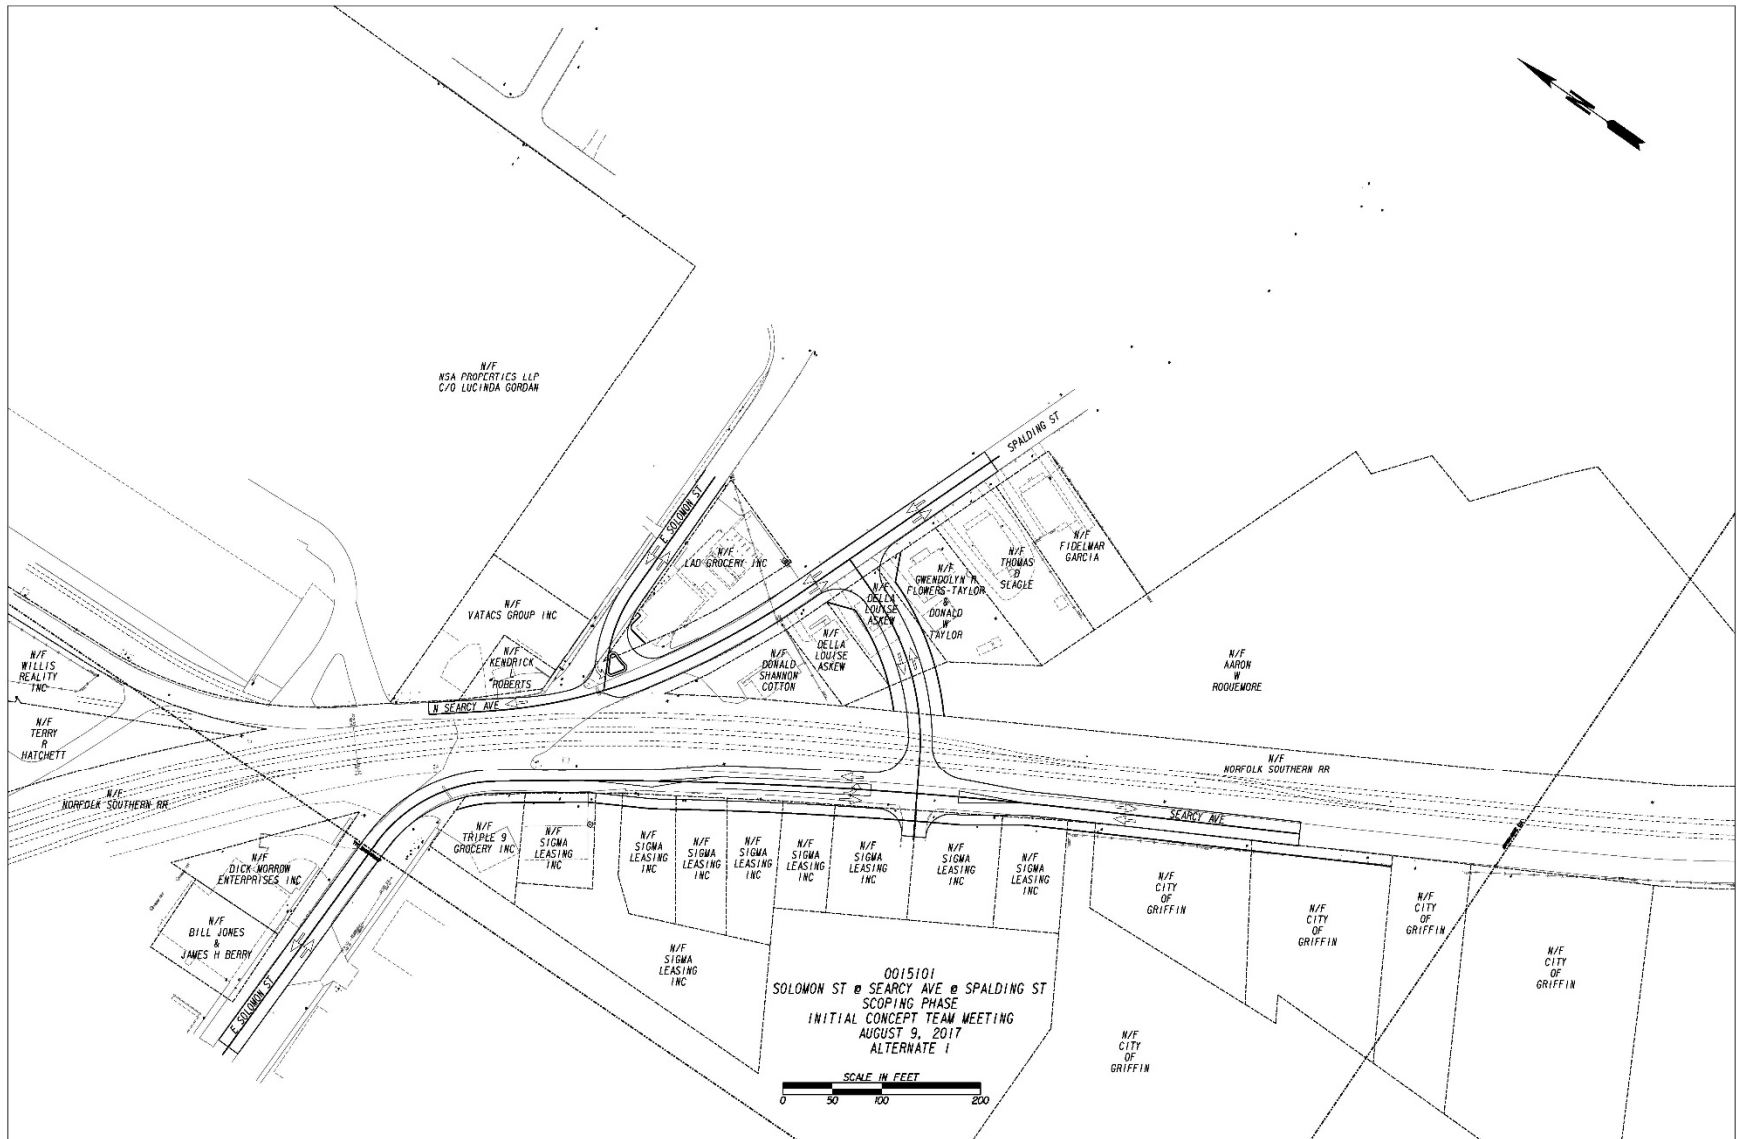 N
N/F
NSA PROPERTIES LLP
C/O LUCINDA GORDAN
SPALDING ST
E SOLOMON ST
N/F
LAD GROCERY INC
N/F
FIDELMAR
GARCIA
N/F
THOMAS
B
SLAGLE
N/F
GWENDOLYN R
FLOWERS-TAYLOR
&
DONALD
W
TAYLOR
N/F
DELLA
LOUISE
ASKEW
N/F
VATACS GROUP INC
N/F
DELLA
LOUISE
ASKEW
N/F
KENDRICK
L
ROBERTS
N/F
DONALD
SHANNON
COTTON
N/F
WILLIS
REALITY
INC
N/F
AARON
W
ROQUEMORE
N SEARCY AVE
N/F
TERRY
R
HATCHETT
N/F
NORFOLK SOUTHERN RR
N/F
NORFOLK SOUTHERN RR
SEARCY AVE
N/F
TRIPLE 9
GROCERY INC
N/F
SIGMA
LEASING
INC
N/F
SIGMA
LEASING
INC
N/F
SIGMA
LEASING
INC
N/F
SIGMA
LEASING
INC
N/F
SIGMA
LEASING
INC
N/F
SIGMA
LEASING
INC
N/F
SIGMA
LEASING
INC
N/F
SIGMA
LEASING
INC
N/F
DICK MORROW
ENTERPRISES INC
N/F
CITY
OF
GRIFFIN
N/F
CITY
OF
GRIFFIN
N/F
CITY
OF
GRIFFIN
N/F
BILL JONES
&
JAMES H BERRY
N/F
SIGMA
LEASING
INC
N/F
CITY
OF
GRIFFIN
E SOLOMON ST
N/F
CITY
OF
GRIFFIN
0015101
SOLOMON ST @ SEARCY AVE @ SPALDING ST
SCOPING PHASE
INITIAL CONCEPT TEAM MEETING
AUGUST 9, 2017
ALTERNATE 1
SCALE IN FEET
0 50 100 200